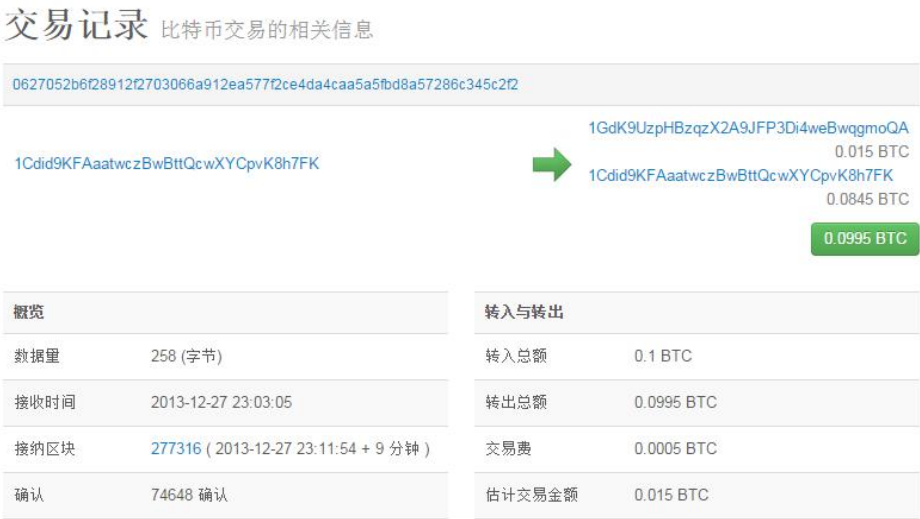 交易记录 比特币交易的相关信息
0627052b6f28912f2703066a912ea577f2ce4da4caa5a5fbd8a57286c345c2f2
1GdK9UzpHBzqzX2A9JFP3Di4weBwqgmoQA
0.015 BTC
1Cdid9KFAaatwczBwBttQcwXYCpvK8h7FK
1Cdid9KFAaatwczBwBttQcwXYCpvK8h7FK
0.0845 BTC
0.0995 BTC
概览
数据量 258 (字节)
接收时间 2013-12-27 23:03:05
接纳区块 277316 ( 2013-12-27 23:11:54 + 9 分钟 )
确认 74648 确认
转入与转出
转入总额 0.1 BTC
转出总额 0.0995 BTC
交易费 0.0005 BTC
估计交易金额 0.015 BTC